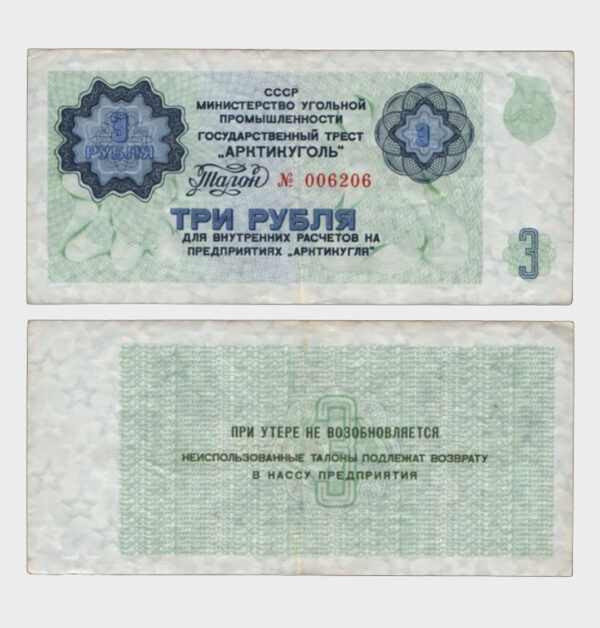 СССР
МИНИСТЕРСТВО УГОЛЬНОЙ
ПРОМЫШЛЕННОСТИ
ГОСУДАРСТВЕННЫЙ ТРЕСТ
„АРКТИКУГОЛЬ"
3
РУБЛЯ
3
Талон № 006206
ТРИ РУБЛЯ
ДЛЯ ВНУТРЕННИХ РАСЧЕТОВ НА
ПРЕДПРИЯТИЯХ „АРКТИКУГЛЯ"
3
3
ПРИ УТЕРЕ НЕ ВОЗОБНОВЛЯЕТСЯ
НЕИСПОЛЬЗОВАННЫЕ ТАЛОНЫ ПОДЛЕЖАТ ВОЗВРАТУ
В КАССУ ПРЕДПРИЯТИЯ